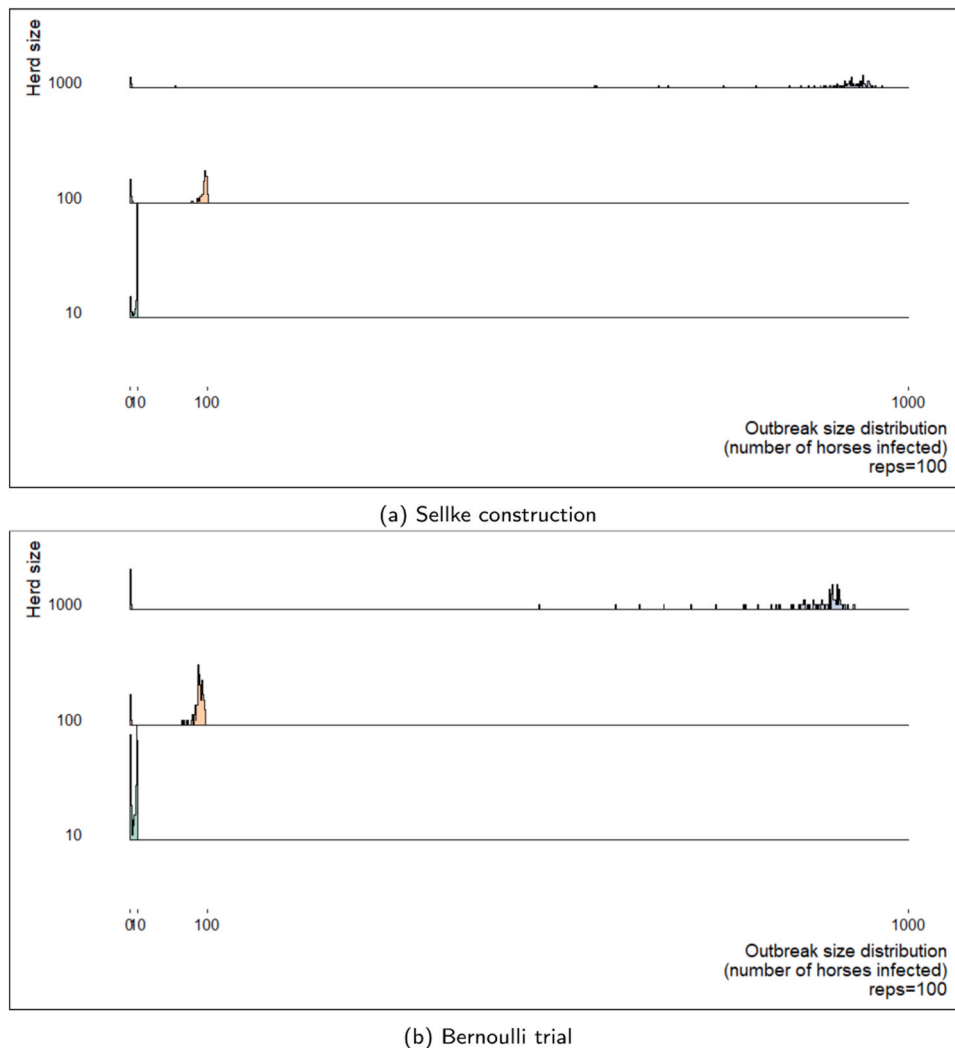 Herd size
1000
100
10
0
10
100
1000
Outbreak size distribution
(number of horses infected)
reps=100
(a) Sellke construction
Herd size
1000
100
10
0
10
100
1000
Outbreak size distribution
(number of horses infected)
reps=100
(b) Bernoulli trial